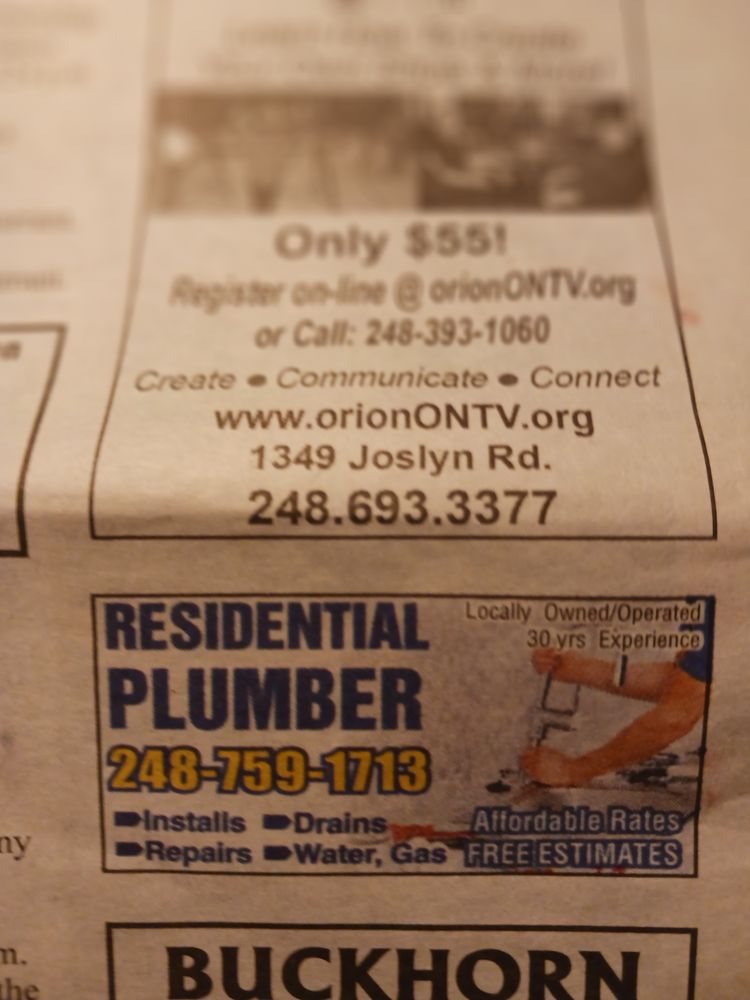 Only $55!
Register on-line @ orionONTV.org
or Call: 248-393-1060
Create • Communicate • Connect
www.orionONTV.org
1349 Joslyn Rd.
248.693.3377
RESIDENTIAL
PLUMBER
248-759-1713
Locally Owned/Operated
30 yrs Experience
Installs Drains
Repairs Water, Gas
Affordable Rates
FREE ESTIMATES
BUCKHORN
ny
m.
the